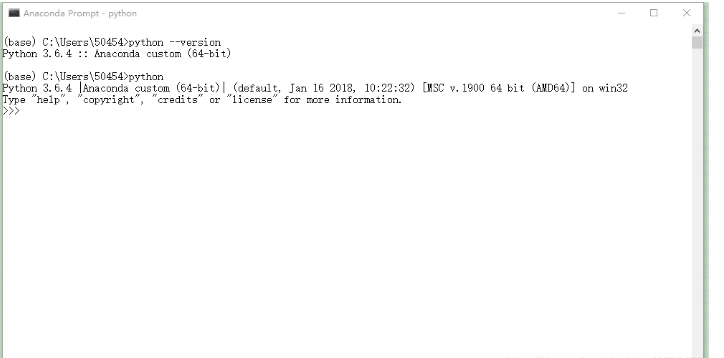 Anaconda Prompt - python
(base) C:\Users\50454>python --version
Python 3.6.4 :: Anaconda custom (64-bit)
(base) C:\Users\50454>python
Python 3.6.4 |Anaconda custom (64-bit)| (default, Jan 16 2018, 10:22:32) [MSC v.1900 64 bit (AMD64)] on win32
Type "help", "copyright", "credits" or "license" for more information.
>>>